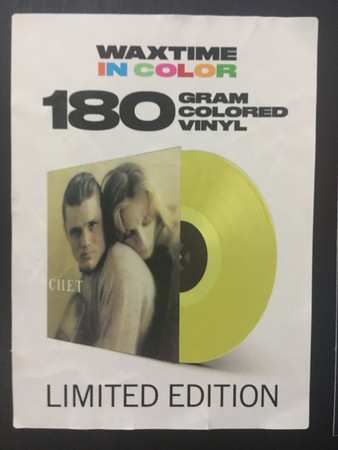 WAXTIME
IN COLOR
180 GRAM
COLORED
VINYL
CHET
LIMITED EDITION